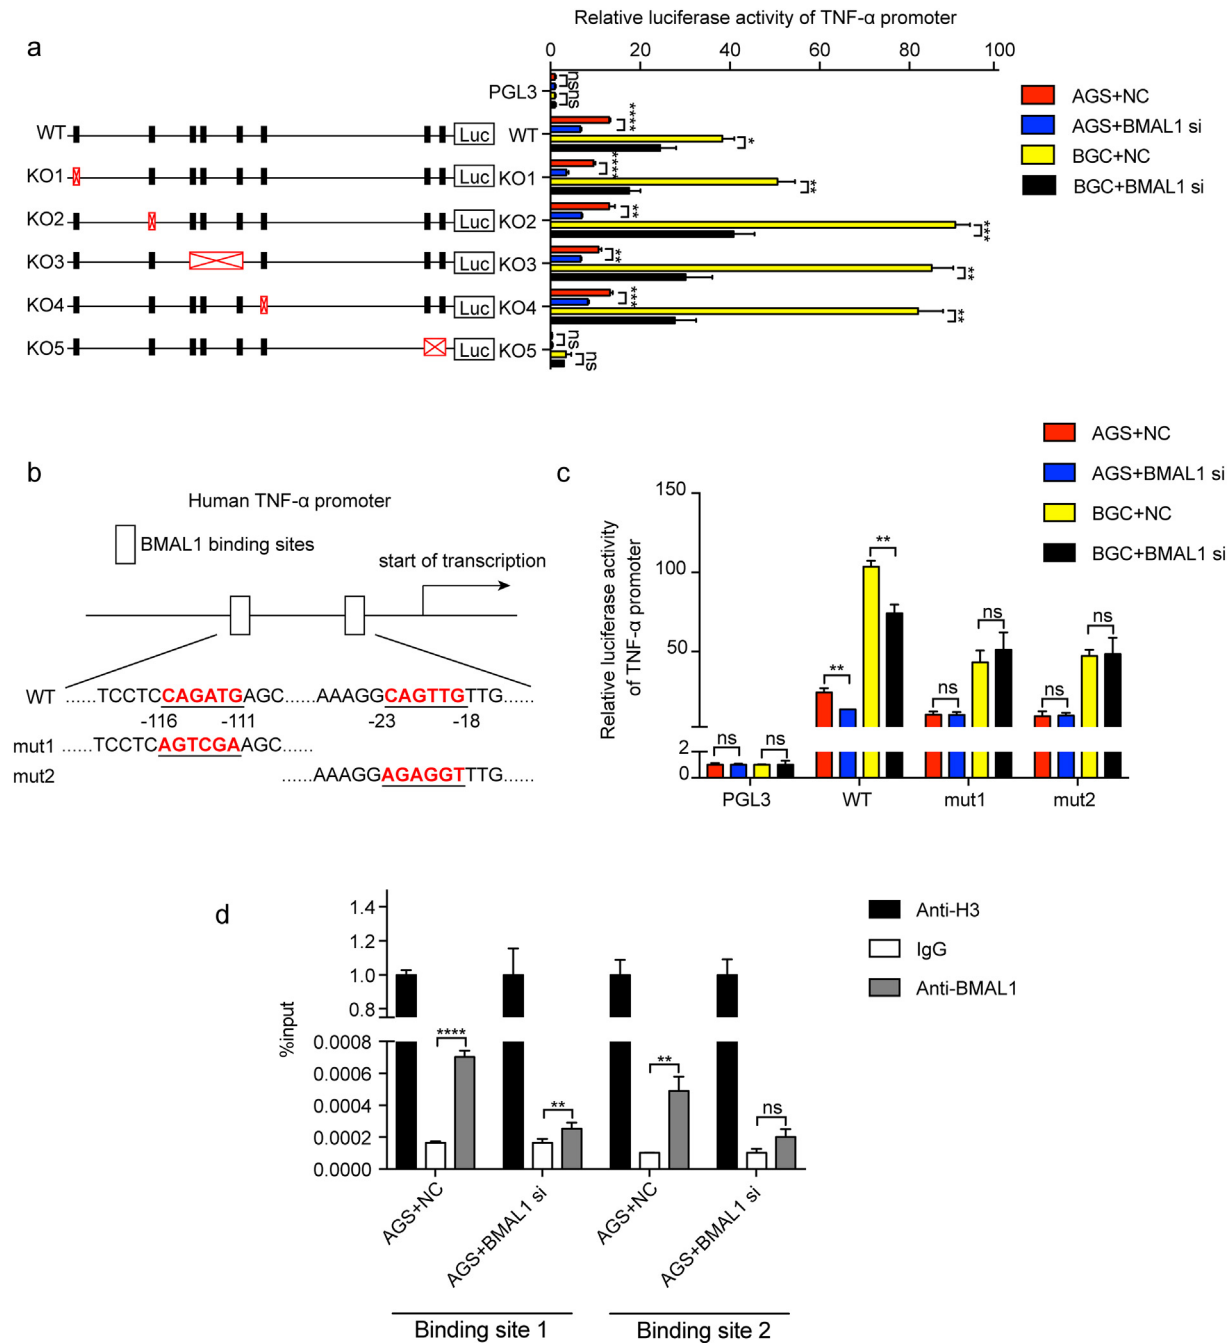 a
Relative luciferase activity of TNF-α promoter
0 20 40 60 80 100
PGL3 ns ns
WT Luc WT **** *
KO1 Luc KO1 **** **
KO2 Luc KO2 ** ***
KO3 Luc KO3 ** **
KO4 Luc KO4 *** **
KO5 Luc KO5 ns ns
AGS+NC
AGS+BMAL1 si
BGC+NC
BGC+BMAL1 si
b
Human TNF-α promoter
BMAL1 binding sites
start of transcription
WT ......TCCTCCAGATGAGC...... AAAGGCAGTTGTTG......
-116 -111 -23 -18
mut1 ......TCCTCAGTCGAAGC......
mut2 ......AAAGGAGAGGTTTG......
c
AGS+NC
AGS+BMAL1 si
BGC+NC
BGC+BMAL1 si
Relative luciferase activity
of TNF-α promoter
150
100
50
2
0
ns ns ** ** ns ns ns ns
PGL3 WT mut1 mut2
d
Anti-H3
IgG
Anti-BMAL1
%input
1.4
1.2
1.0
0.8
0.0008
0.0006
0.0004
0.0002
0.0000
**** ** ** ns
AGS+NC AGS+BMAL1 si AGS+NC AGS+BMAL1 si
Binding site 1 Binding site 2